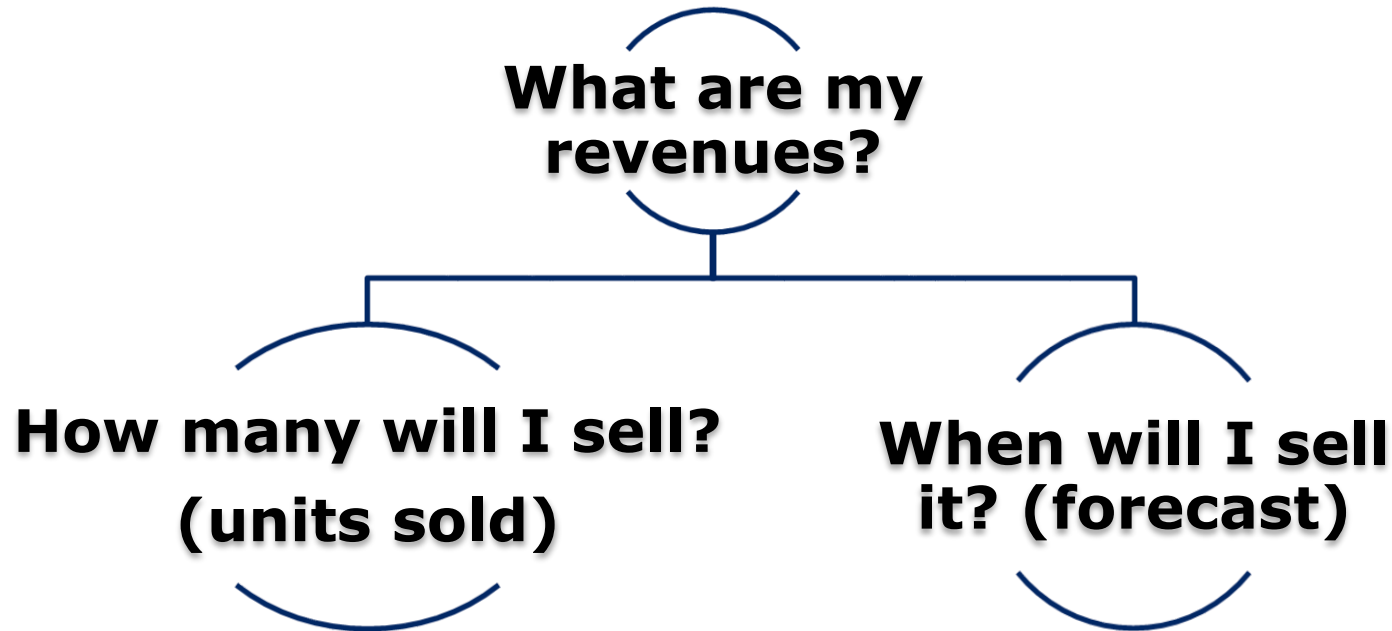 What are my
revenues?
How many will I sell?
(units sold)
When will I sell
it? (forecast)